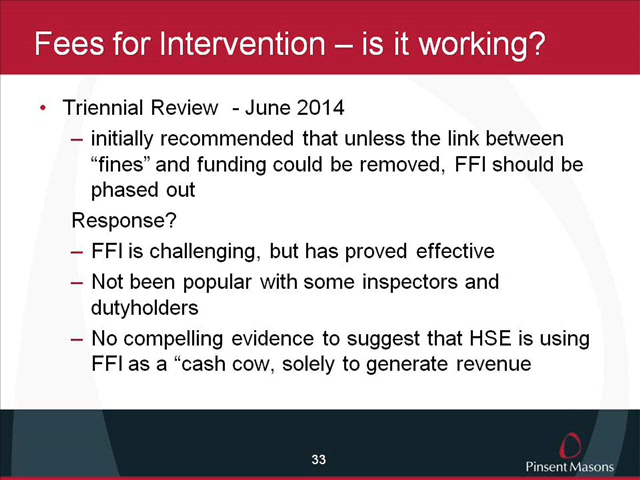 Fees for Intervention – is it working?
• Triennial Review - June 2014
– initially recommended that unless the link between
“fines” and funding could be removed, FFI should be
phased out
Response?
– FFI is challenging, but has proved effective
– Not been popular with some inspectors and
dutyholders
– No compelling evidence to suggest that HSE is using
FFI as a “cash cow, solely to generate revenue
33
Pinsent Masons